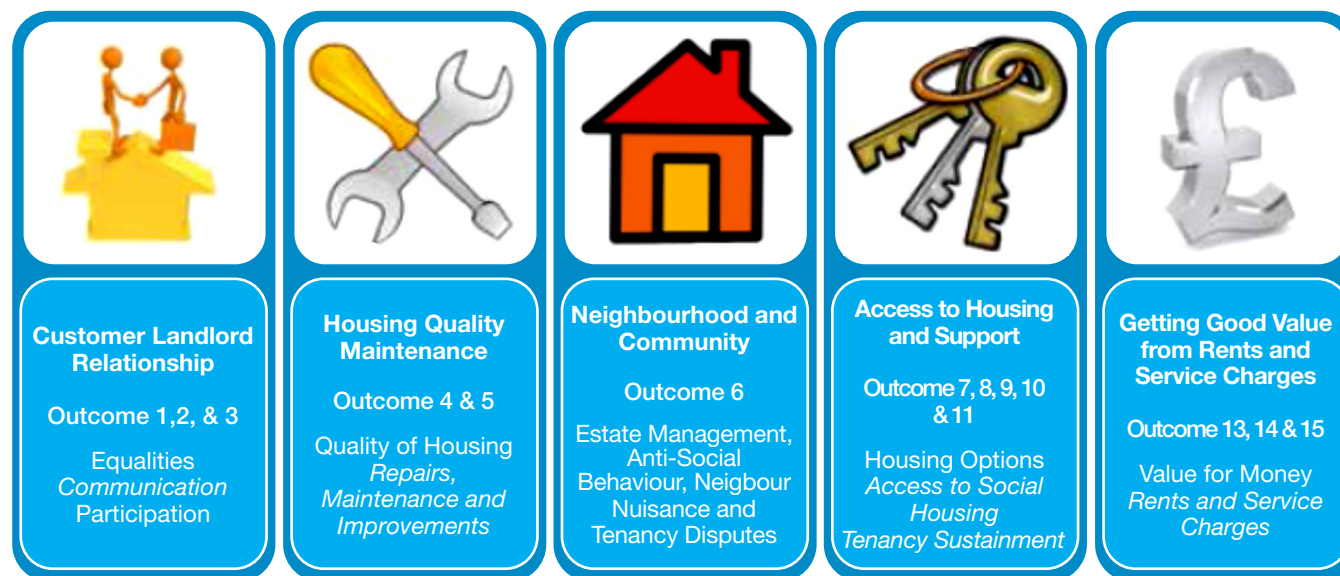 Customer Landlord
Relationship
Outcome 1,2, & 3
Equalities
Communication
Participation
Housing Quality
Maintenance
Outcome 4 & 5
Quality of Housing
Repairs,
Maintenance and
Improvements
Neighbourhood and
Community
Outcome 6
Estate Management,
Anti-Social
Behaviour, Neigbour
Nuisance and
Tenancy Disputes
Access to Housing
and Support
Outcome 7, 8, 9, 10
& 11
Housing Options
Access to Social
Housing
Tenancy Sustainment
£
Getting Good Value
from Rents and
Service Charges
Outcome 13, 14 & 15
Value for Money
Rents and Service
Charges